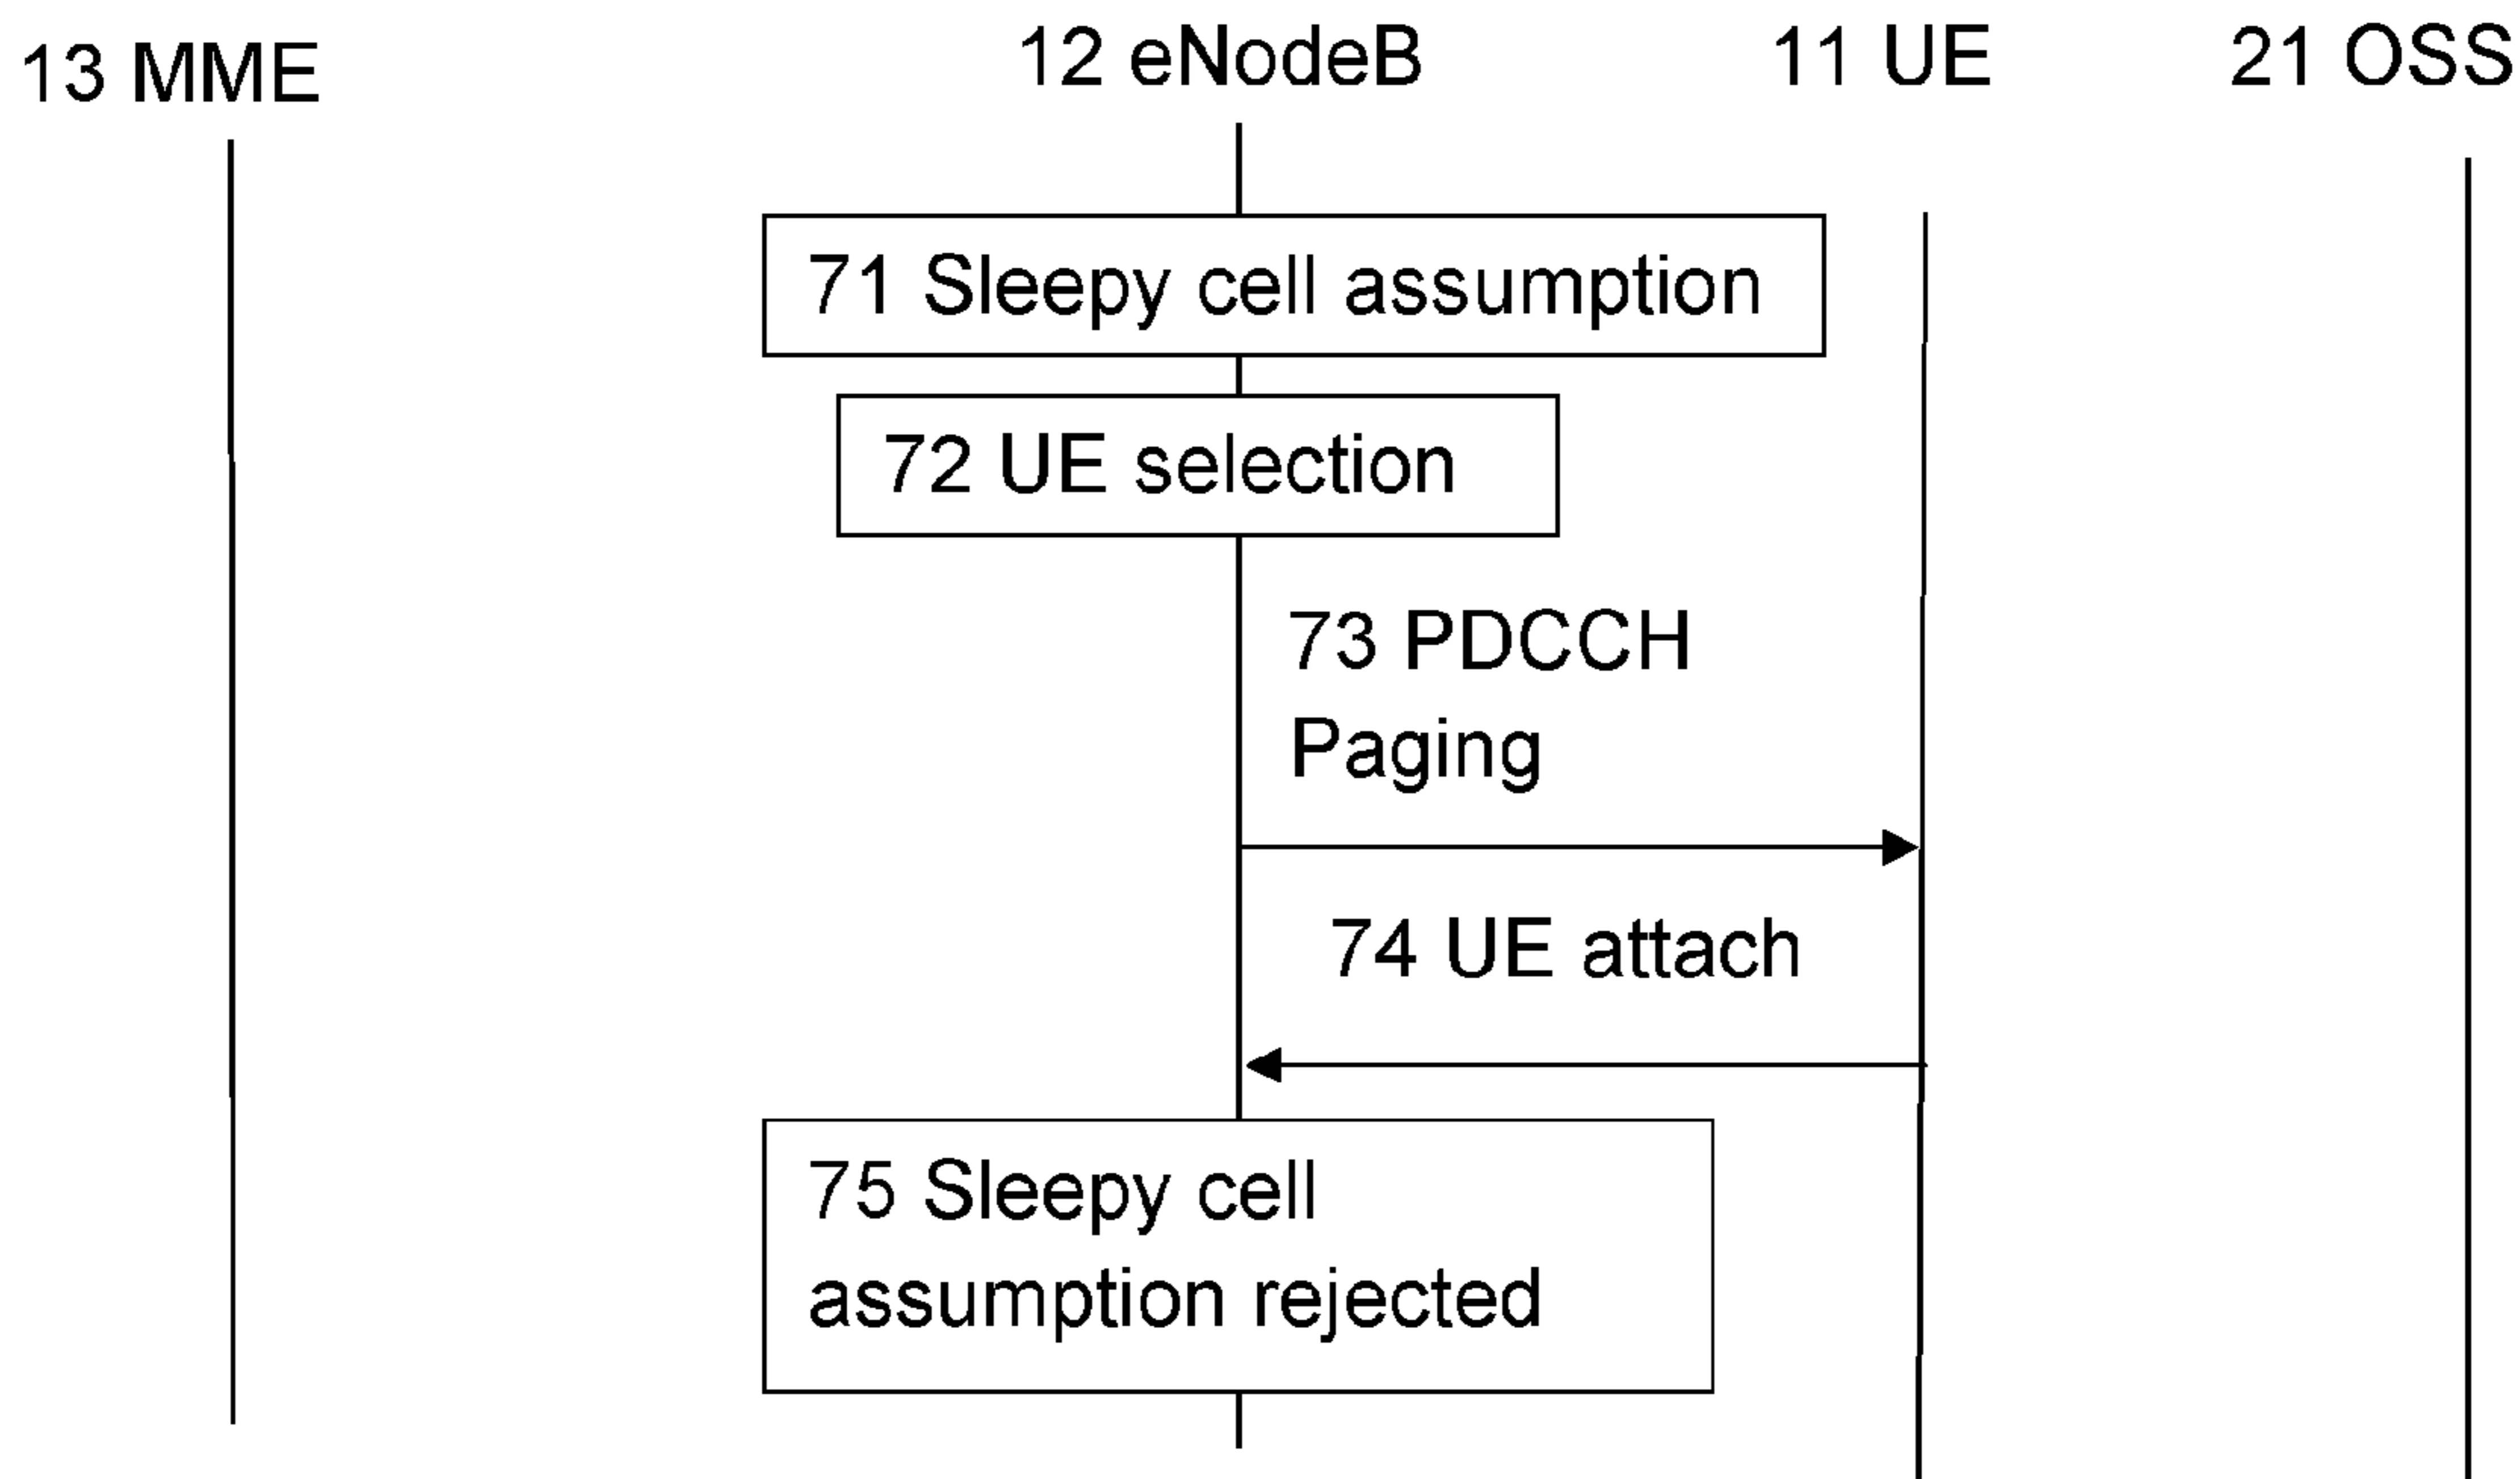 13 MME
12 eNodeB
11 UE
21 OSS
71 Sleepy cell assumption
72 UE selection
73 PDCCH
Paging
74 UE attach
75 Sleepy cell
assumption rejected